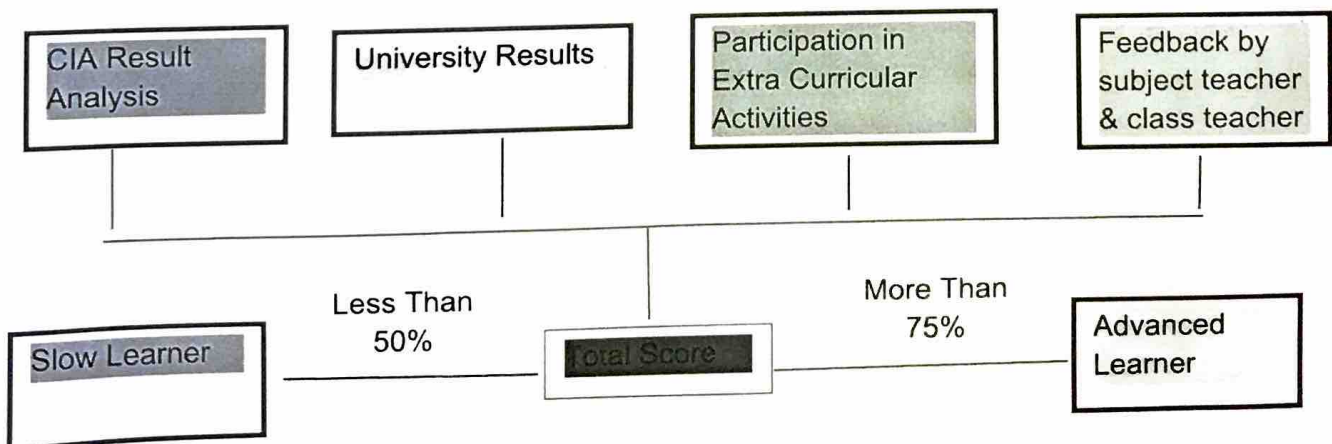 CIA Result
Analysis
University Results
Participation in
Extra Curricular
Activities
Feedback by
subject teacher
& class teacher
Less Than
50%
More Than
75%
Slow Learner
Total Score
Advanced
Learner